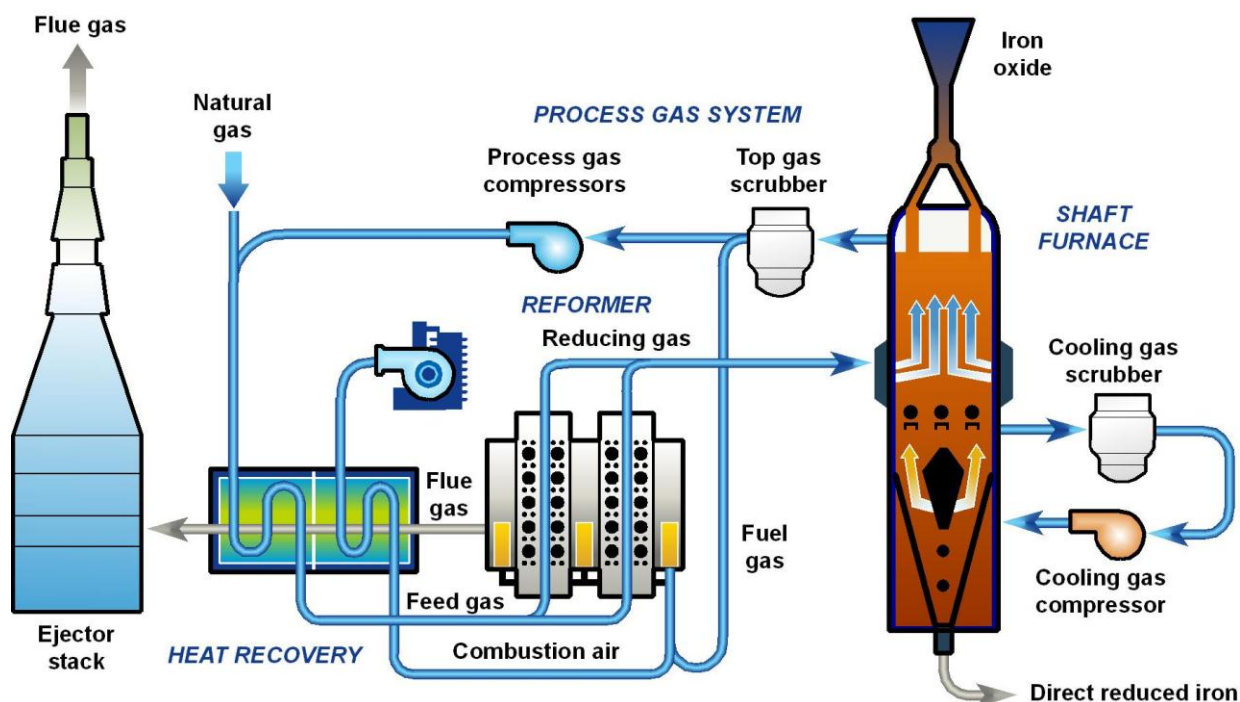 Flue gas
Natural
gas
PROCESS GAS SYSTEM
Process gas
compressors
Top gas
scrubber
Iron
oxide
SHAFT
FURNACE
REFORMER
Reducing gas
Cooling gas
scrubber
Flue
gas
Fuel
gas
Feed gas
Cooling gas
compressor
Ejector
stack
HEAT RECOVERY
Combustion air
Direct reduced iron